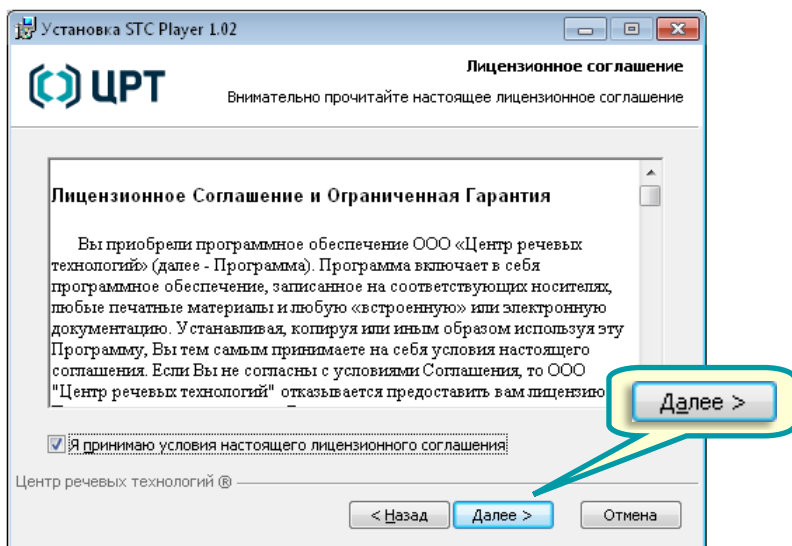 Установка STC Player 1.02
ЦРТ
Лицензионное соглашение
Внимательно прочитайте настоящее лицензионное соглашение
Лицензионное Соглашение и Ограниченная Гарантия
Вы приобрели программное обеспечение ООО «Центр речевых
технологий» (далее - Программа). Программа включает в себя
программное обеспечение, записанное на соответствующих носителях,
любые печатные материалы и любую «встроенную» или электронную
документацию. Устанавливая, копируя или иным образом используя эту
Программу, Вы тем самым принимаете на себя условия настоящего
соглашения. Если Вы не согласны с условиями Соглашения, то ООО
"Центр речевых технологий" отказывается предоставить вам лицензию
Далее >
Я принимаю условия настоящего лицензионного соглашения
Центр речевых технологий ®
< Назад
Далее >
Отмена